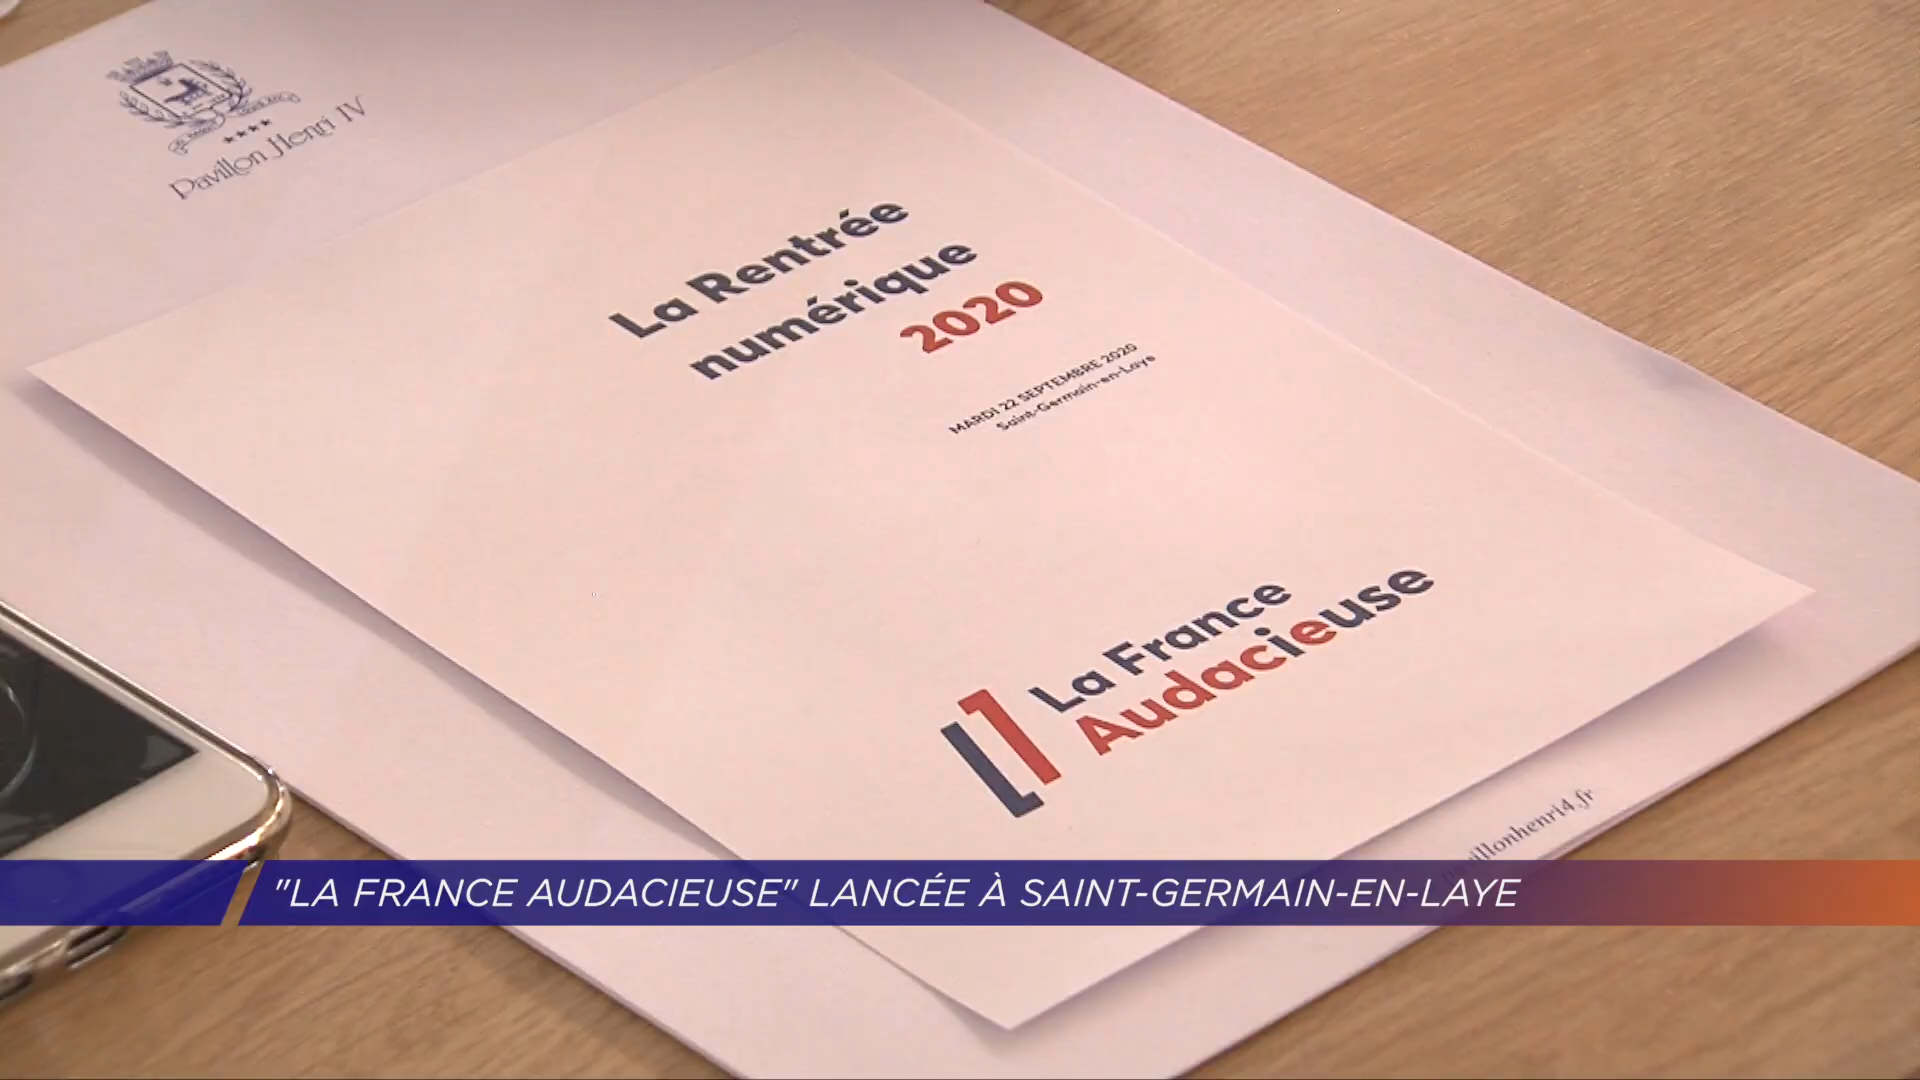 Pavillon Henri IV
La Rentrée
numérique
2020
MARDI 22 SEPTEMBRE 2020
Saint-Germain-en-Laye
La France
Audacieuse
"LA FRANCE AUDACIEUSE" LANCÉE À SAINT-GERMAIN-EN-LAYE